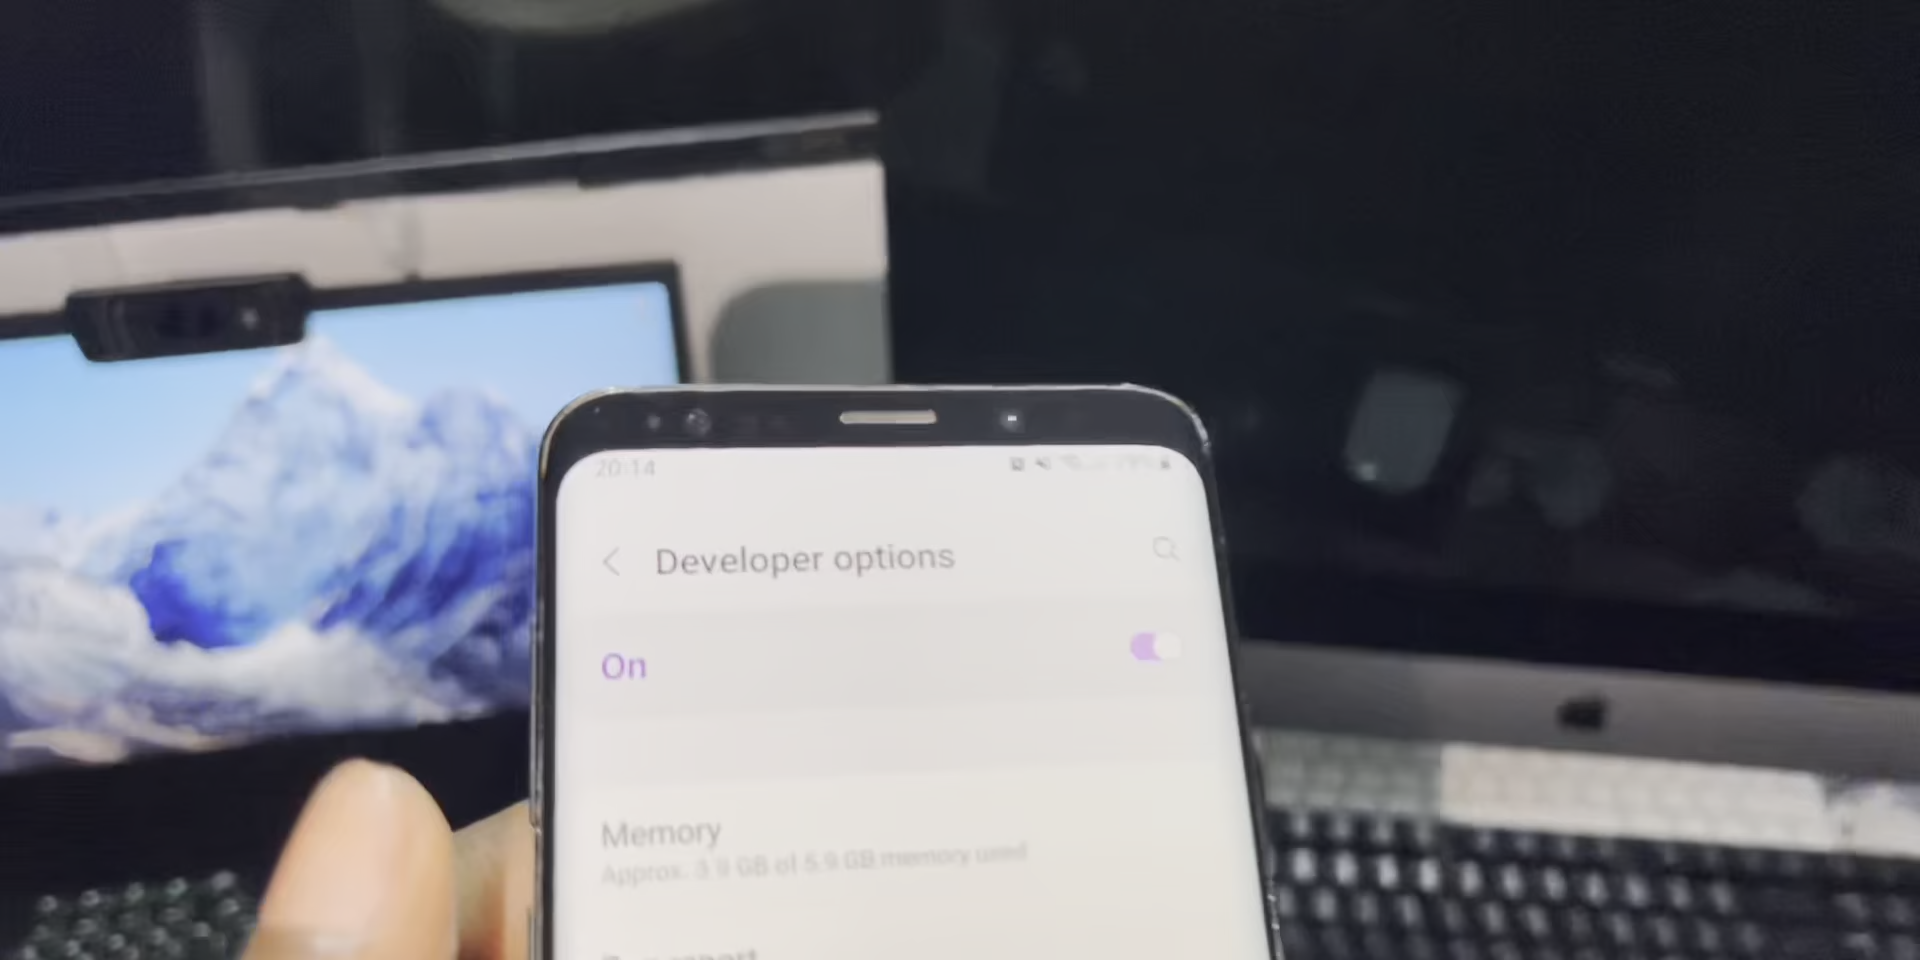 20:14
Developer options
On
Memory
Approx. 3.9 GB of 5.9 GB memory used